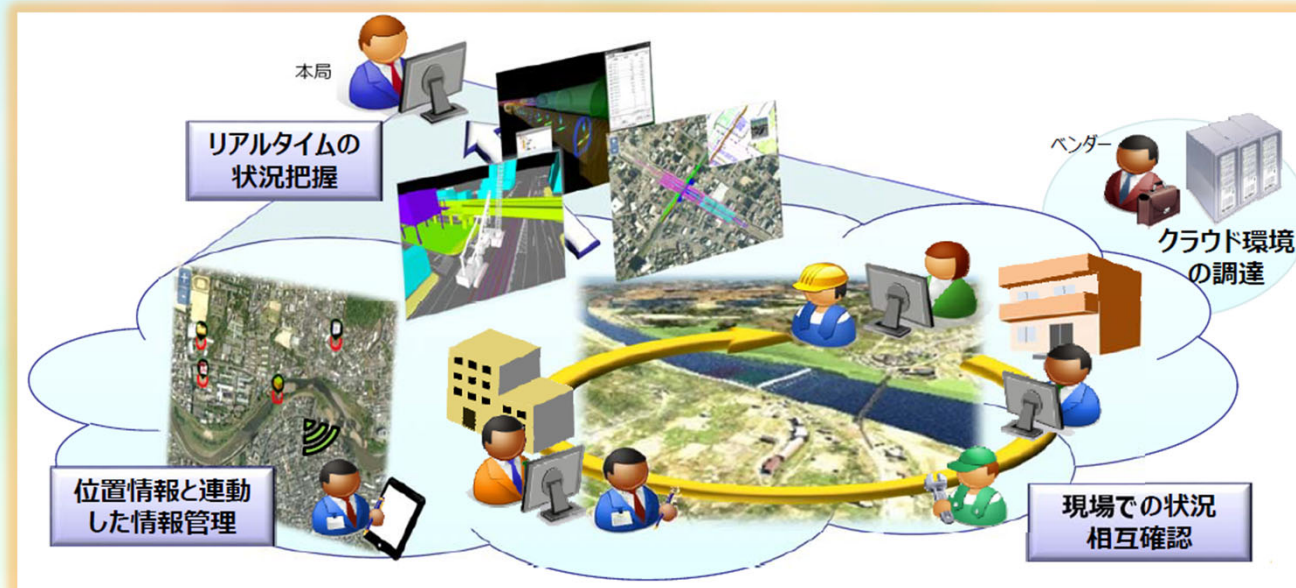 本局
リアルタイムの
状況把握
ベンダー
クラウド環境
の調達
位置情報と連動
した情報管理
現場での状況
相互確認